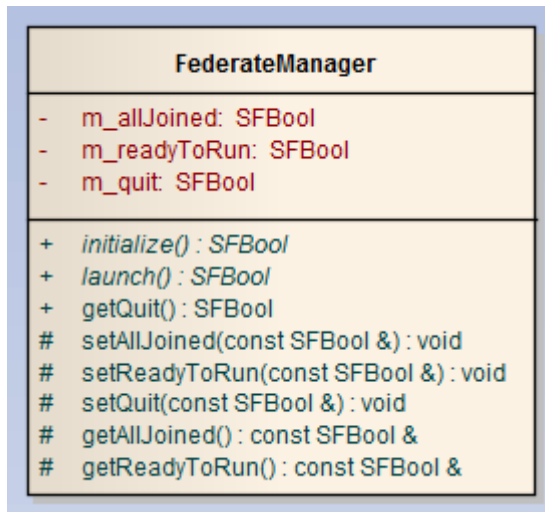 FederateManager
- m_allJoined: SFBool
- m_readyToRun: SFBool
- m_quit: SFBool
+ initialize() : SFBool
+ launch() : SFBool
+ getQuit() : SFBool
# setAllJoined(const SFBool &) : void
# setReadyToRun(const SFBool &) : void
# setQuit(const SFBool &) : void
# getAllJoined() : const SFBool &
# getReadyToRun() : const SFBool &